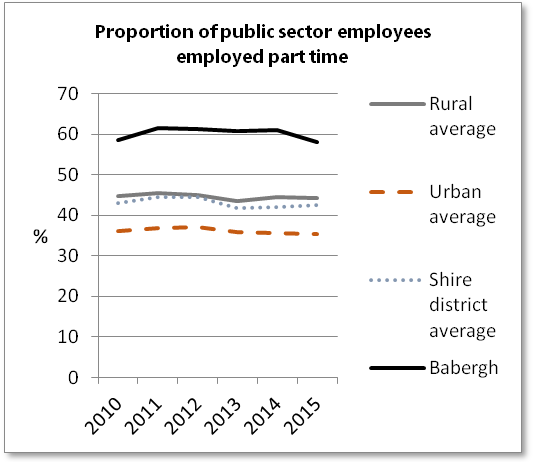 Proportion of public sector employees
employed part time
70
60
50
40
30
20
10
0
%
2010
2011
2012
2013
2014
2015
Rural
average
Urban
average
Shire
district
average
Babergh